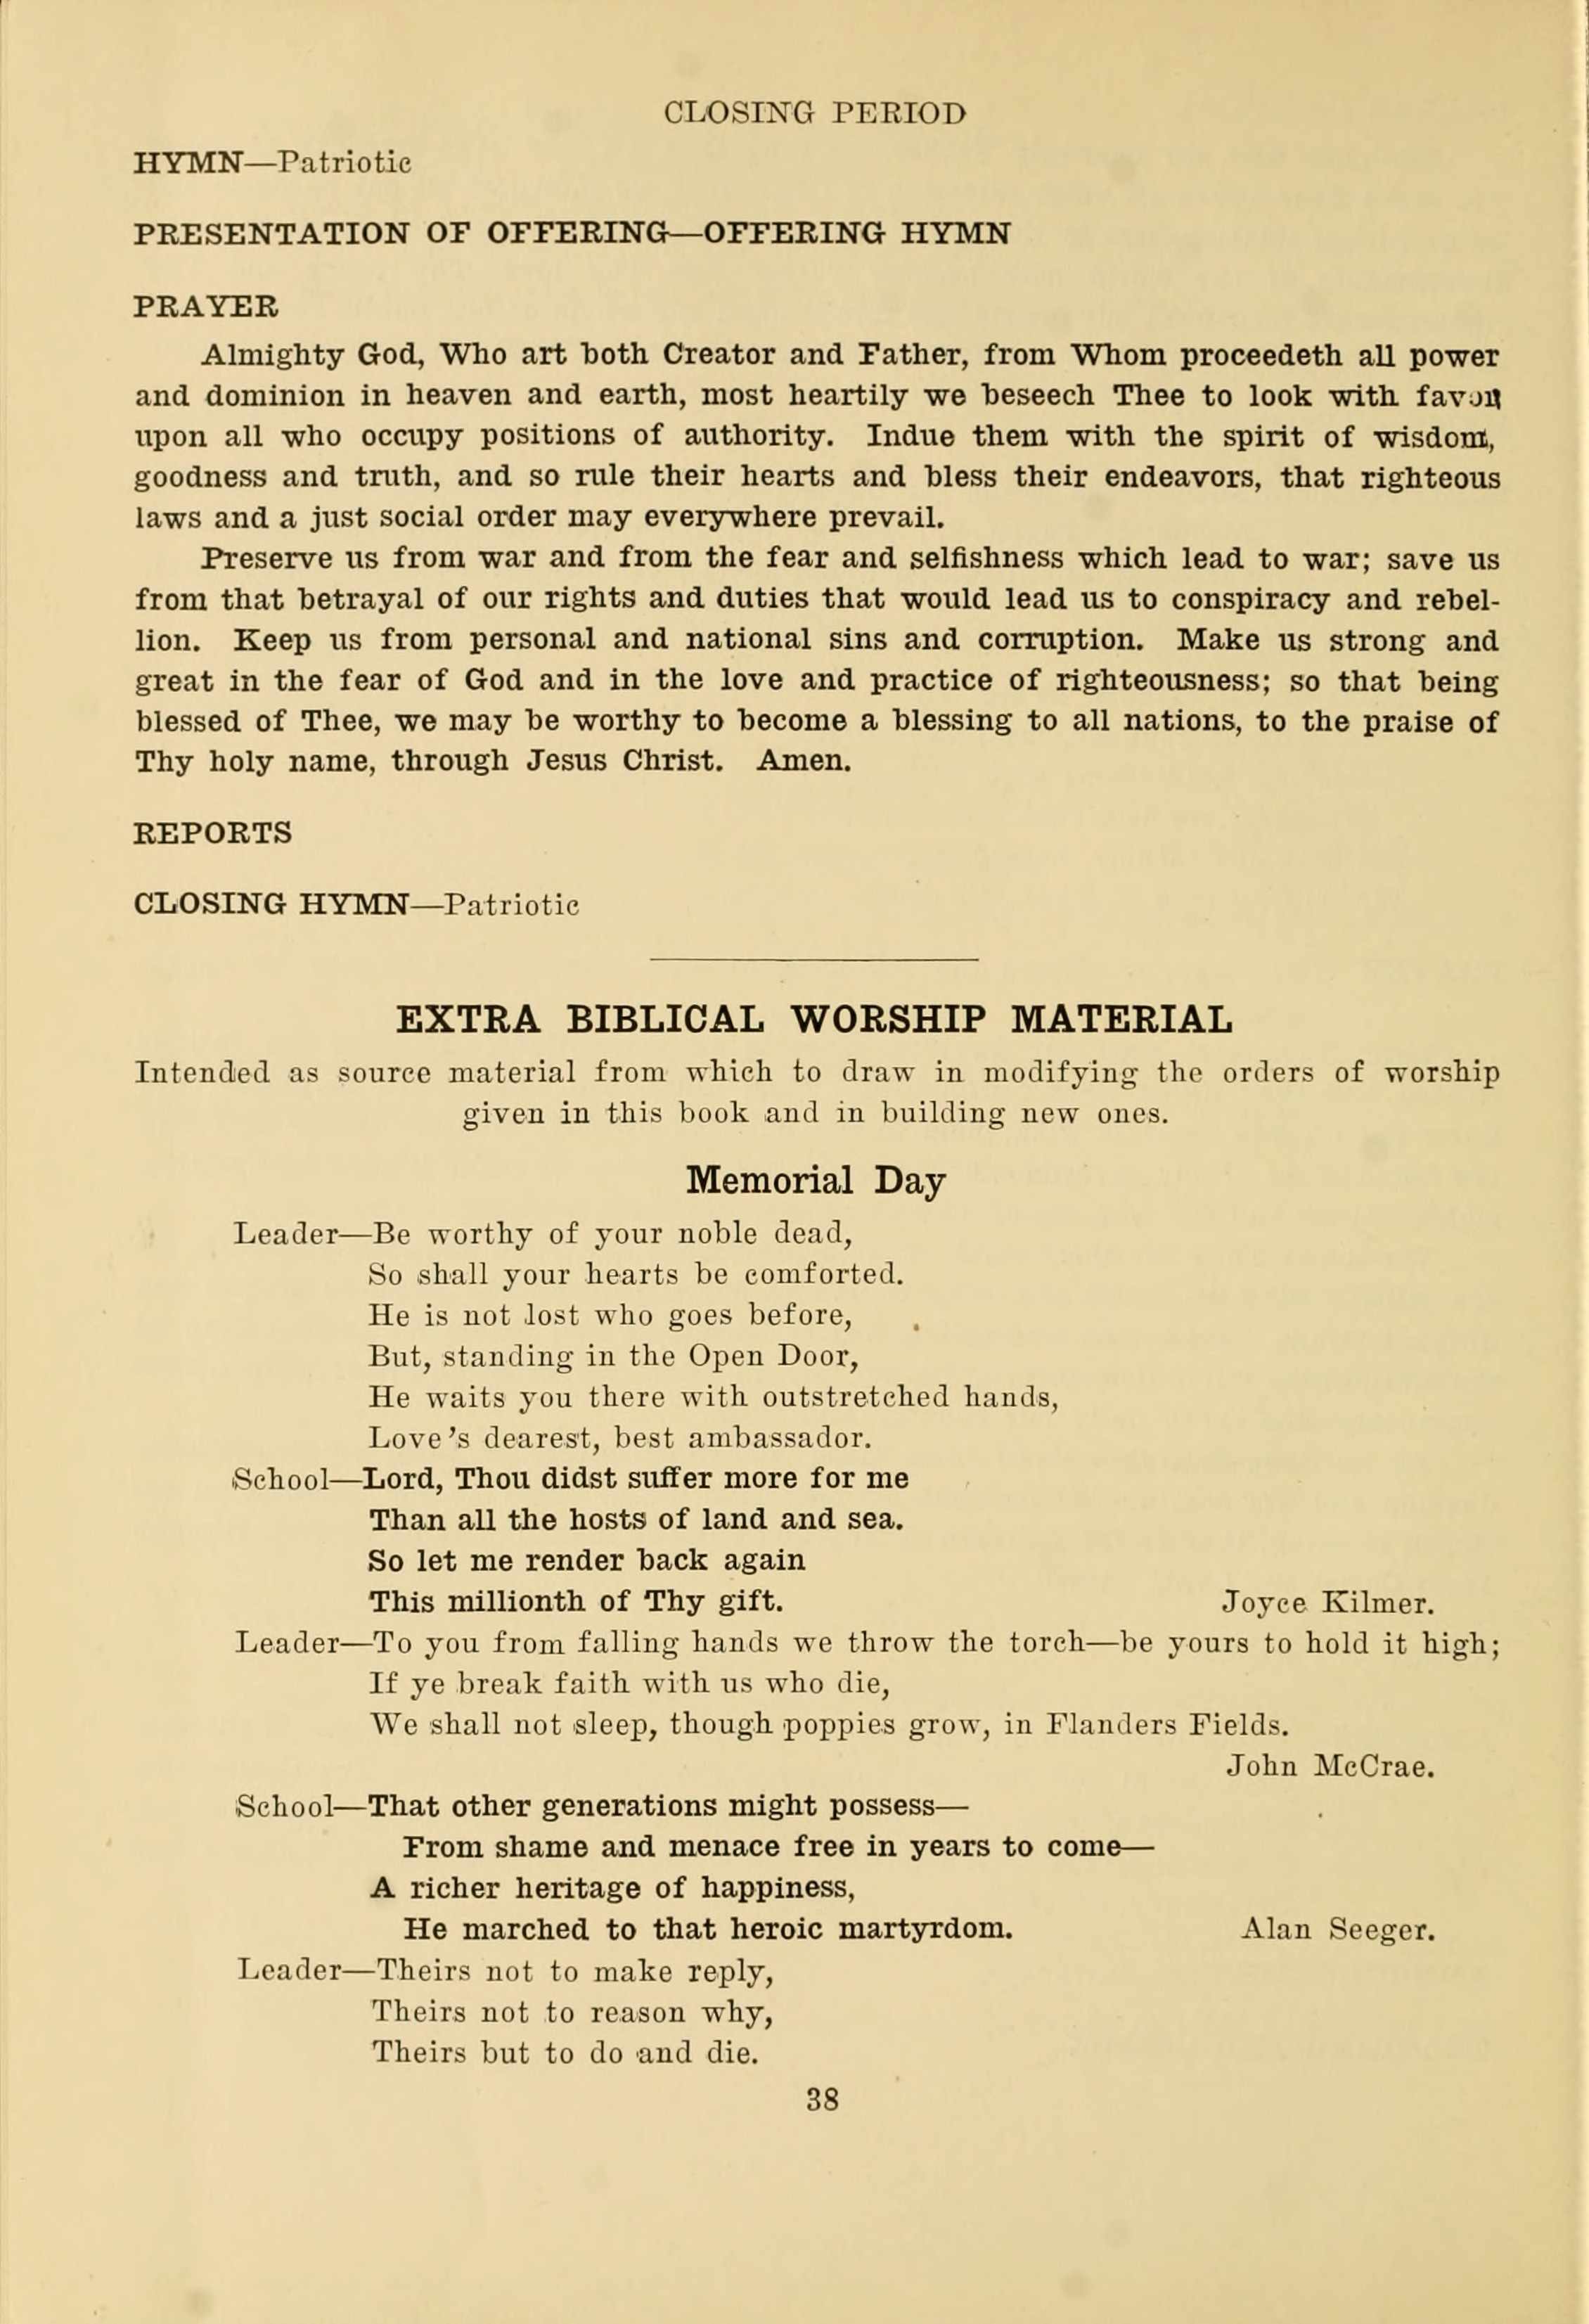 CLOSING PERIOD
HYMN—Patriotic
PRESENTATION OF OFFERING—OFFERING HYMN
PRAYER
Almighty God, Who art both Creator and Father, from Whom proceedeth all power
and dominion in heaven and earth, most heartily we beseech Thee to look with favor
upon all who occupy positions of authority. Indue them with the spirit of wisdom,
goodness and truth, and so rule their hearts and bless their endeavors, that righteous
laws and a just social order may everywhere prevail.
Preserve us from war and from the fear and selfishness which lead to war; save us
from that betrayal of our rights and duties that would lead us to conspiracy and rebel-
lion. Keep us from personal and national sins and corruption. Make us strong and
great in the fear of God and in the love and practice of righteousness; so that being
blessed of Thee, we may be worthy to become a blessing to all nations, to the praise of
Thy holy name, through Jesus Christ. Amen.
REPORTS
CLOSING HYMN—Patriotic
EXTRA BIBLICAL WORSHIP MATERIAL
Intended as source material from which to draw in modifying the orders of worship
given in this book and in building new ones.
Memorial Day
Leader—Be worthy of your noble dead,
So shall your hearts be comforted.
He is not lost who goes before,
But, standing in the Open Door,
He waits you there with outstretched hands,
Love's dearest, best ambassador.
School—Lord, Thou didst suffer more for me
Than all the hosts of land and sea.
So let me render back again
This millionth of Thy gift. Joyce Kilmer.
Leader—To you from falling hands we throw the torch—be yours to hold it high;
If ye break faith with us who die,
We shall not sleep, though poppies grow, in Flanders Fields.
John McCrae.
School—That other generations might possess—
From shame and menace free in years to come—
A richer heritage of happiness,
He marched to that heroic martyrdom. Alan Seeger.
Leader—Theirs not to make reply,
Theirs not to reason why,
Theirs but to do and die.
38